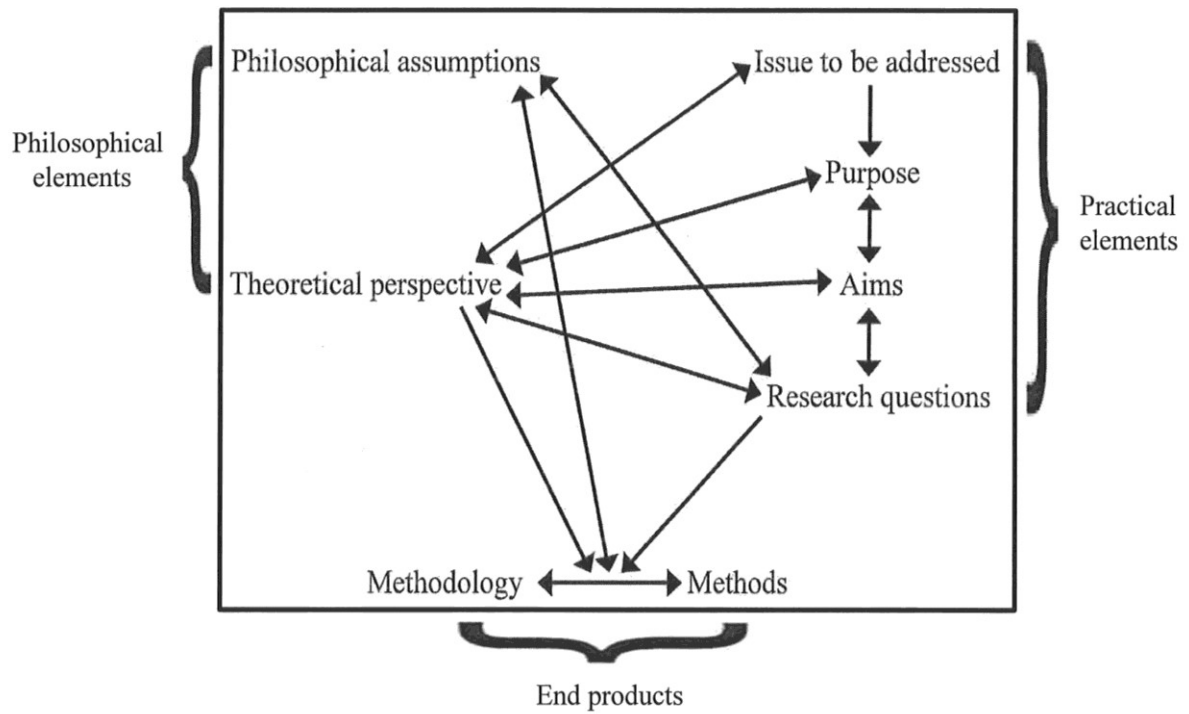 Philosophical assumptions
Issue to be addressed
Philosophical
elements
Purpose
Practical
elements
Theoretical perspective
Aims
Research questions
Methodology
Methods
End products